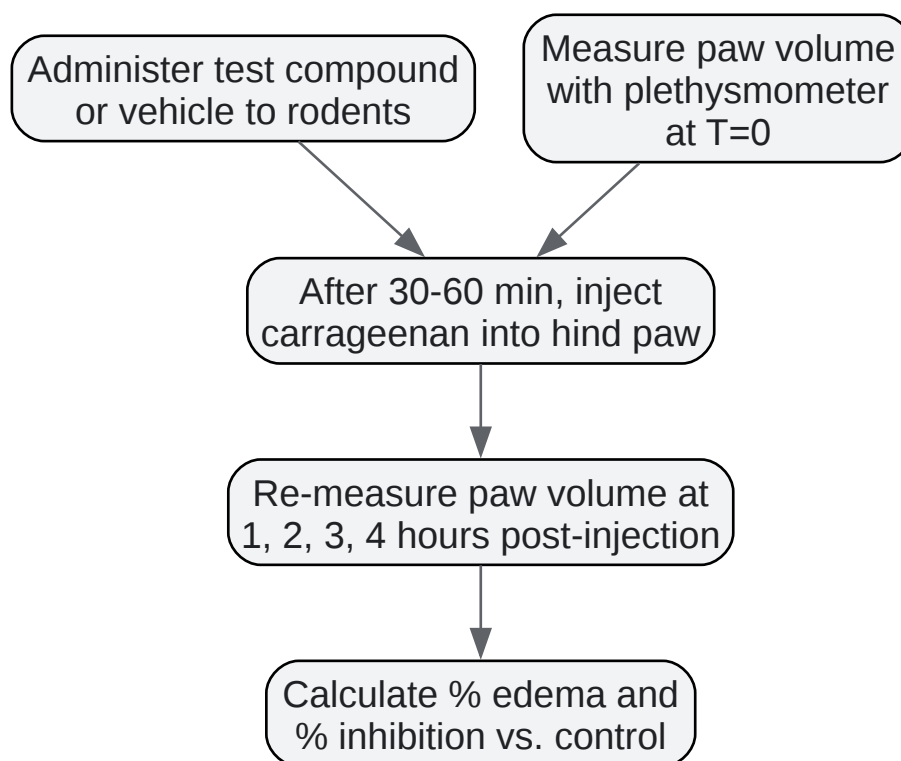 Administer test compound
or vehicle to rodents
Measure paw volume
with plethysmometer
at T=0
After 30-60 min, inject
carrageenan into hind paw
Re-measure paw volume at
1, 2, 3, 4 hours post-injection
Calculate % edema and
% inhibition vs. control